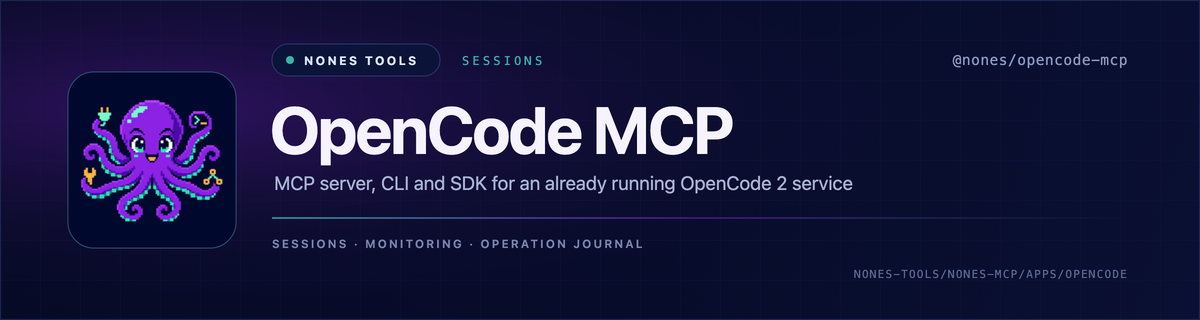 NONES TOOLS
SESSIONS
@nones/opencode-mcp
OpenCode MCP
MCP server, CLI and SDK for an already running OpenCode 2 service
SESSIONS · MONITORING · OPERATION JOURNAL
NONES-TOOLS/NONES-MCP/APPS/OPENCODE